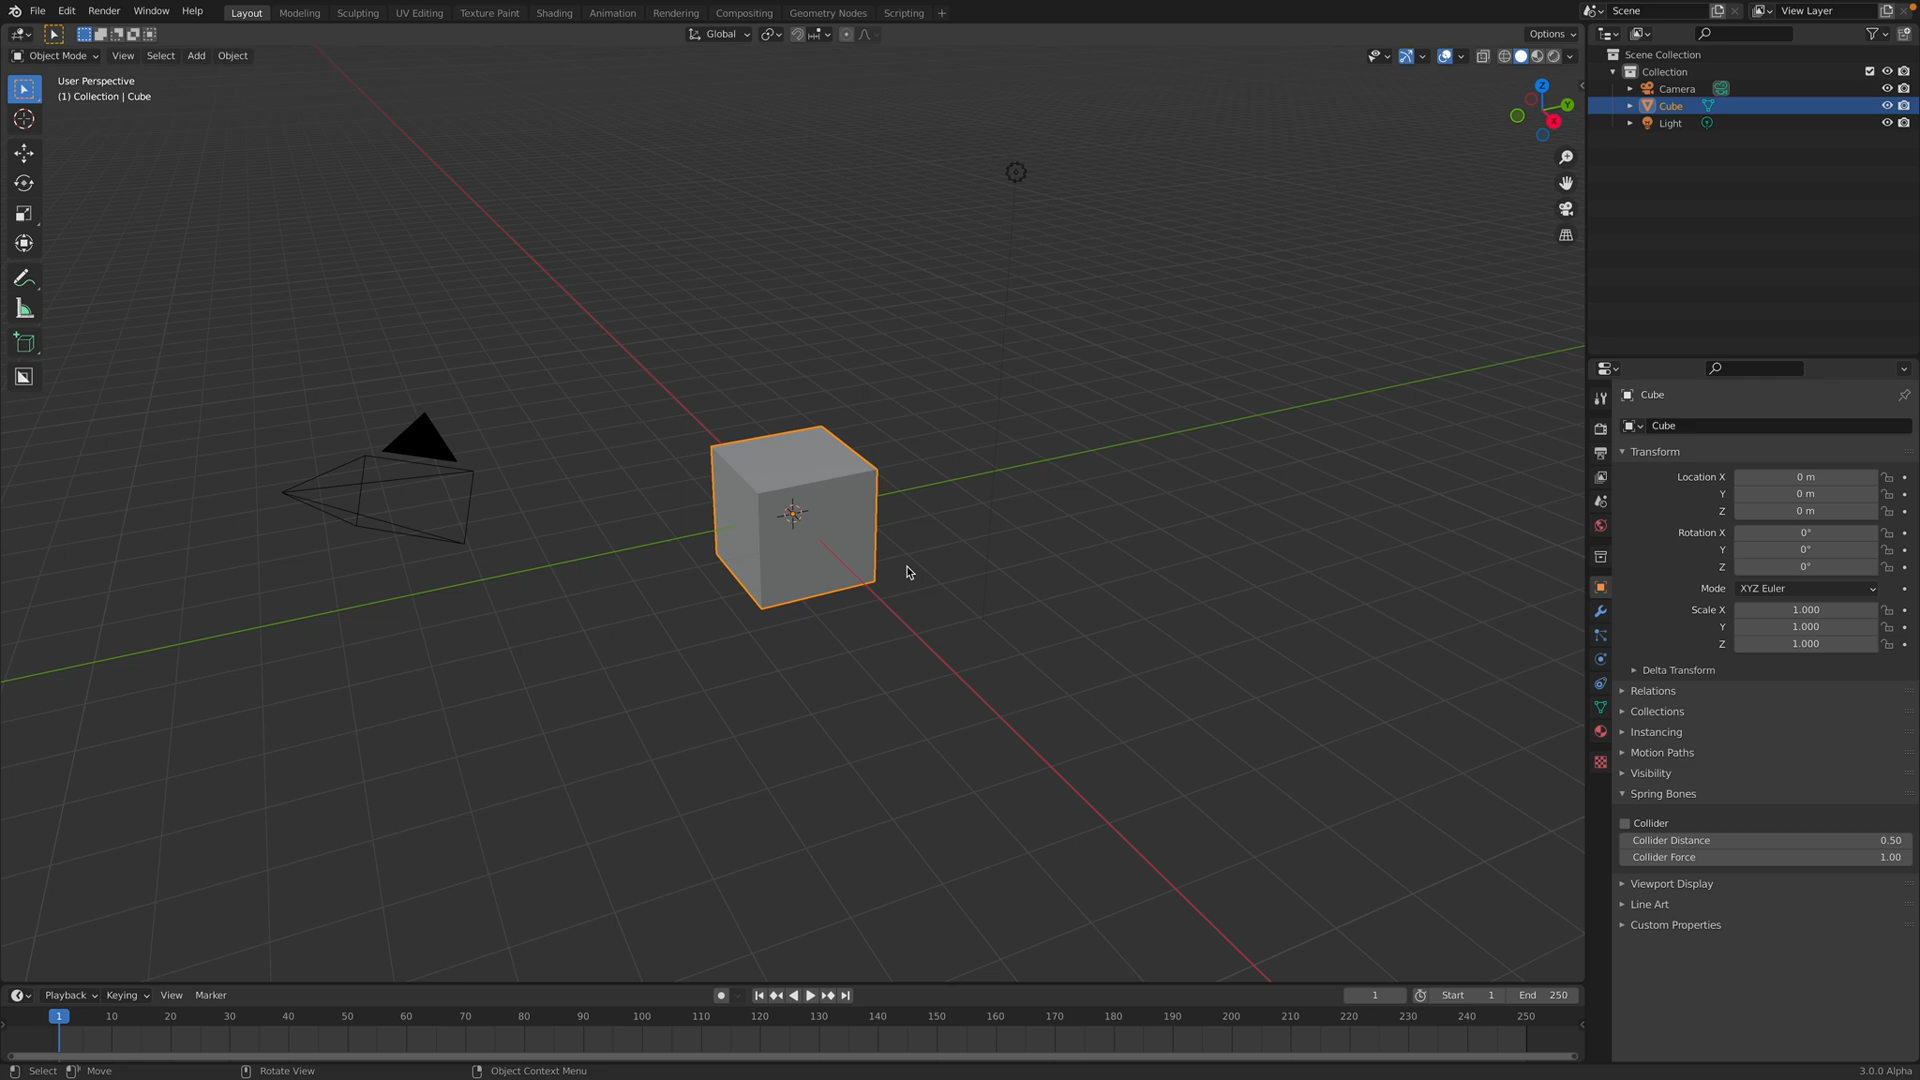 File Edit Render Window Help Layout Modeling Sculpting UV Editing Texture Paint Shading Animation Rendering Compositing Geometry Nodes Scripting + Scene View Layer
Global Options
Object Mode View Select Add Object
User Perspective
(1) Collection | Cube
Z
Y
X
Scene Collection
Collection
Camera
Cube
Light
Cube
Cube
Transform
Location X 0 m
Y 0 m
Z 0 m
Rotation X 0°
Y 0°
Z 0°
Mode XYZ Euler
Scale X 1.000
Y 1.000
Z 1.000
Delta Transform
Relations
Collections
Instancing
Motion Paths
Visibility
Spring Bones
Collider
Collider Distance 0.50
Collider Force 1.00
Viewport Display
Line Art
Custom Properties
Playback Keying View Marker 1 Start 1 End 250
1 10 20 30 40 50 60 70 80 90 100 110 120 130 140 150 160 170 180 190 200 210 220 230 240 250
Select Move Rotate View Object Context Menu 3.0.0 Alpha